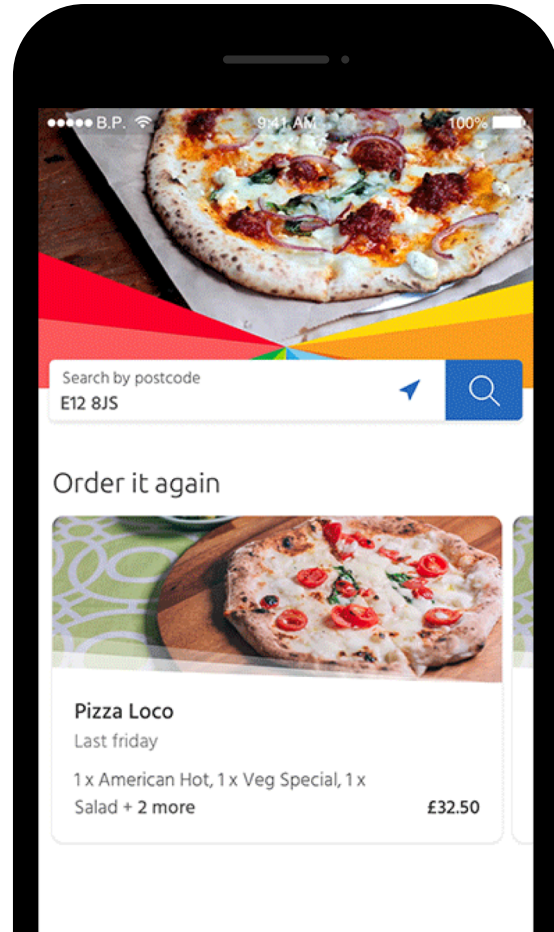 B.P. 9:41 AM 100%
Search by postcode
E12 8JS
Order it again
Pizza Loco
Last friday
1 x American Hot, 1 x Veg Special, 1 x
Salad + 2 more £32.50